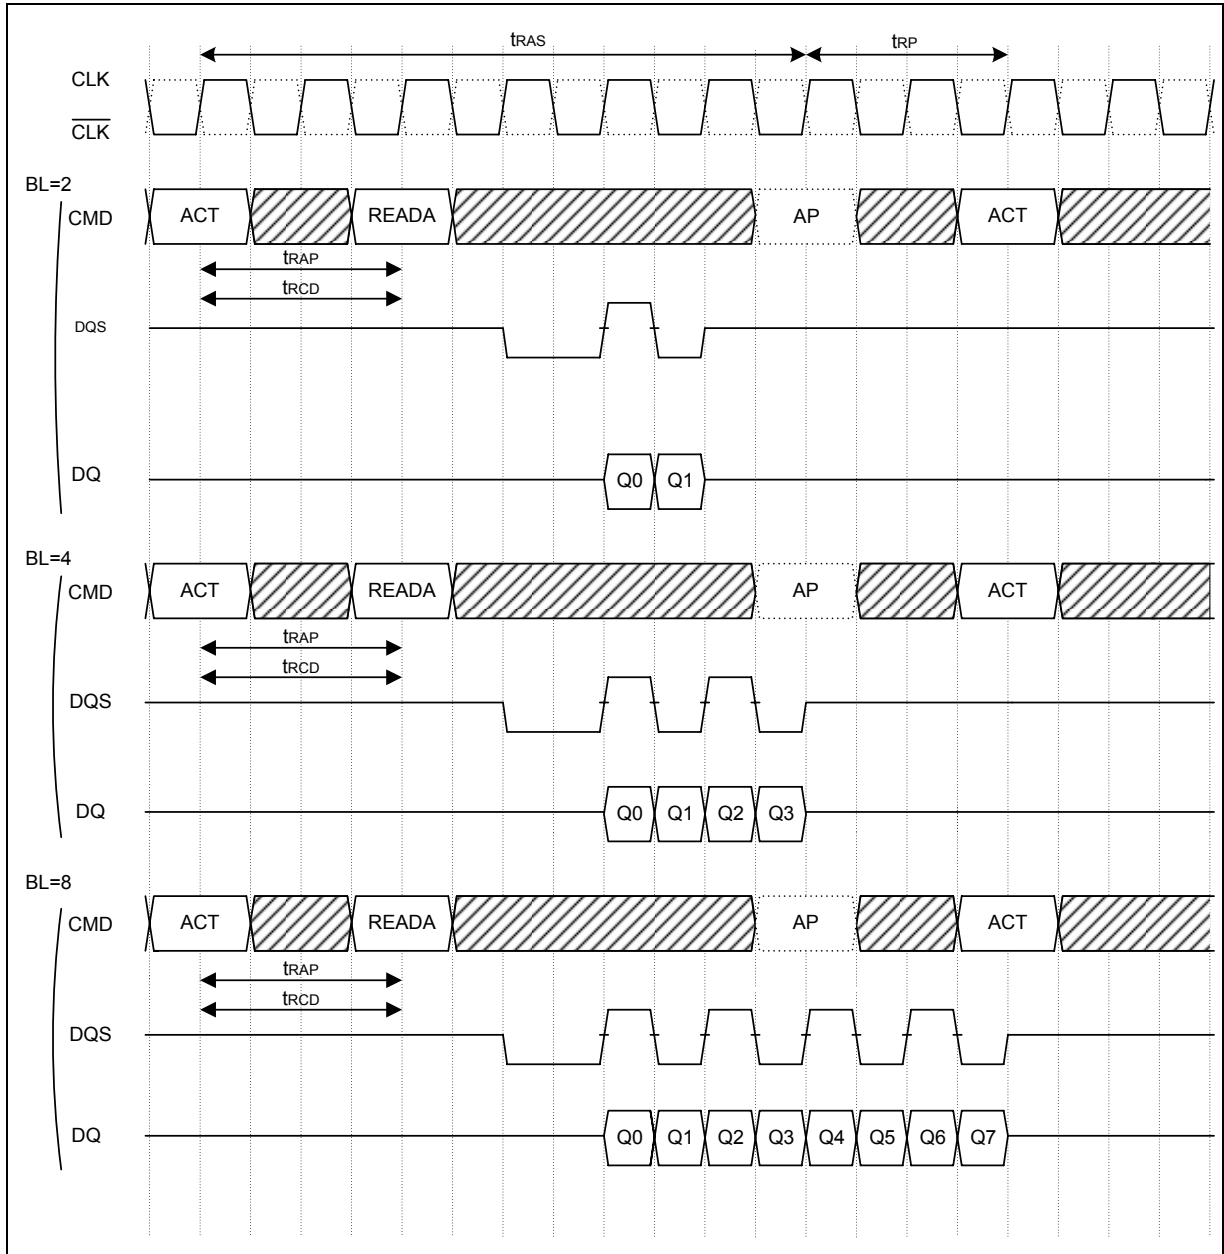 tRAS tRP
CLK
CLK
BL=2
CMD ACT READA AP ACT
tRAP
tRCD
DQS
DQ Q0 Q1
BL=4
CMD ACT READA AP ACT
tRAP
tRCD
DQS
DQ Q0 Q1 Q2 Q3
BL=8
CMD ACT READA AP ACT
tRAP
tRCD
DQS
DQ Q0 Q1 Q2 Q3 Q4 Q5 Q6 Q7